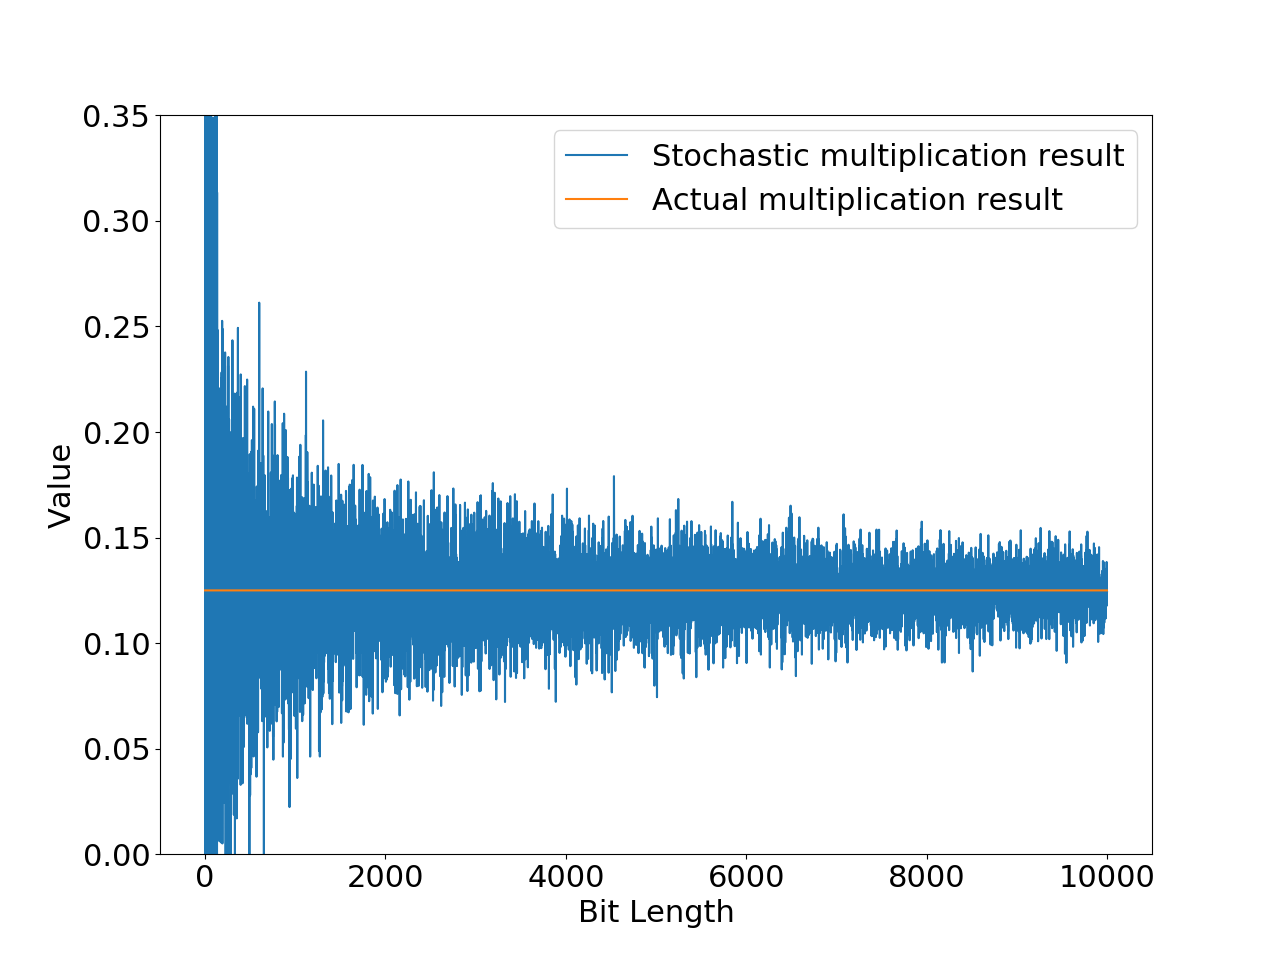 0.35
0.30
0.25
0.20
0.15
0.10
0.05
0.00
Value
Stochastic multiplication result
Actual multiplication result
0 2000 4000 6000 8000 10000
Bit Length